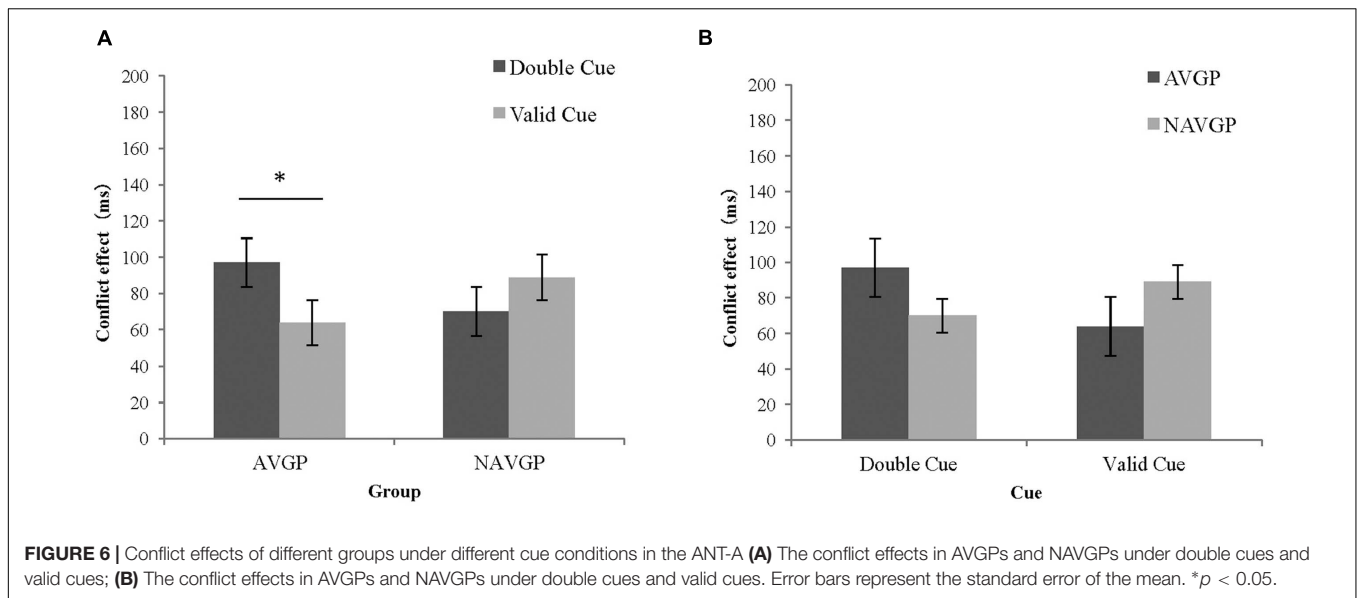 A
Double Cue
Valid Cue
200
180
160
140
120
100
80
60
40
20
0
Conflict effect (ms)
*
AVGP NAVGP
Group
B
AVGP
NAVGP
200
180
160
140
120
100
80
60
40
20
0
Conflict effect (ms)
Double Cue Valid Cue
Cue
FIGURE 6 | Conflict effects of different groups under different cue conditions in the ANT-A (A) The conflict effects in AVGPs and NAVGPs under double cues and
valid cues; (B) The conflict effects in AVGPs and NAVGPs under double cues and valid cues. Error bars represent the standard error of the mean. *p < 0.05.